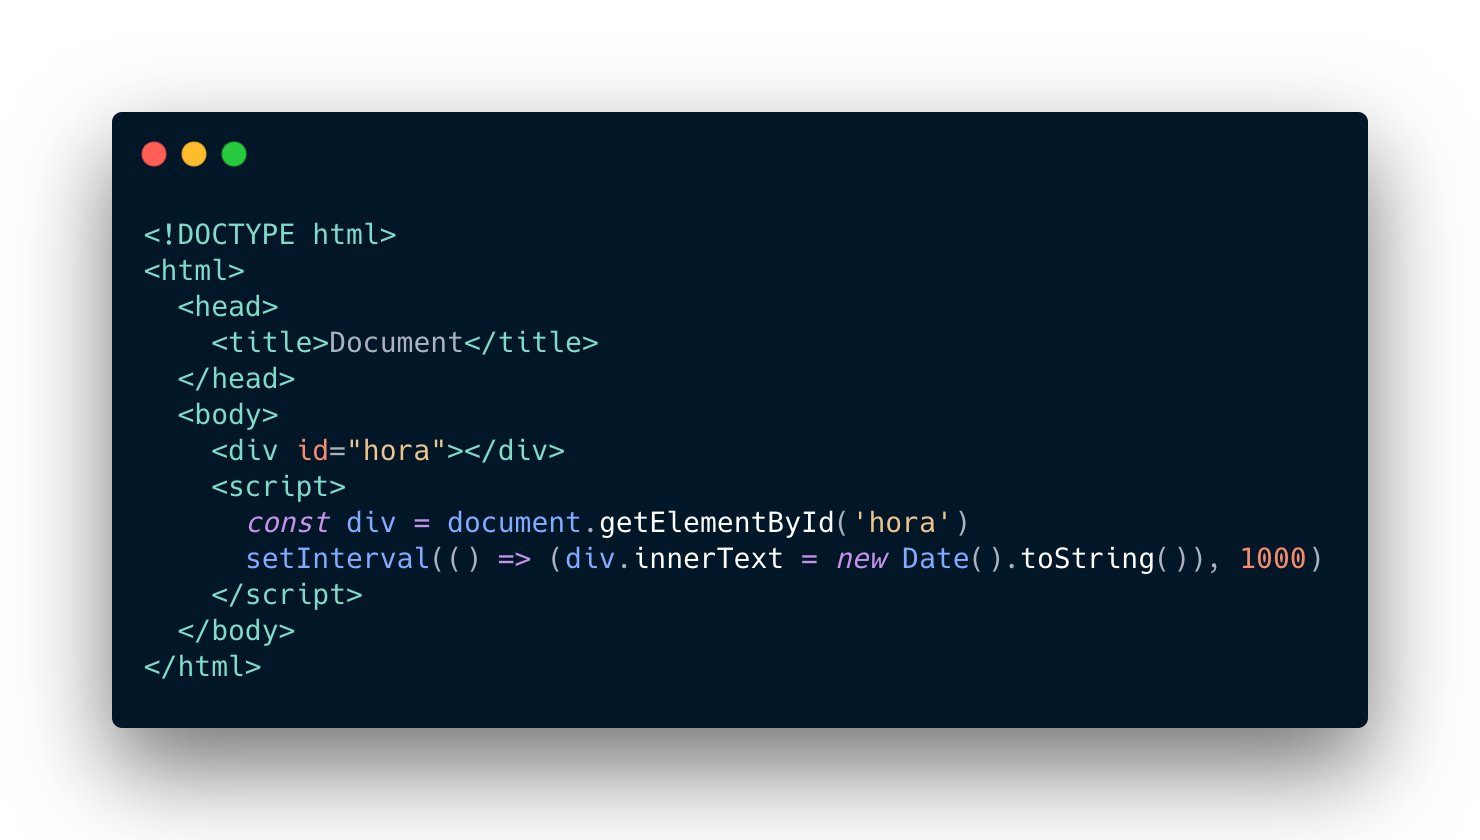 <!DOCTYPE html>
<html>
  <head>
    <title>Document</title>
  </head>
  <body>
    <div id="hora"></div>
    <script>
      const div = document.getElementById('hora')
      setInterval(() => (div.innerText = new Date().toString()), 1000)
    </script>
  </body>
</html>